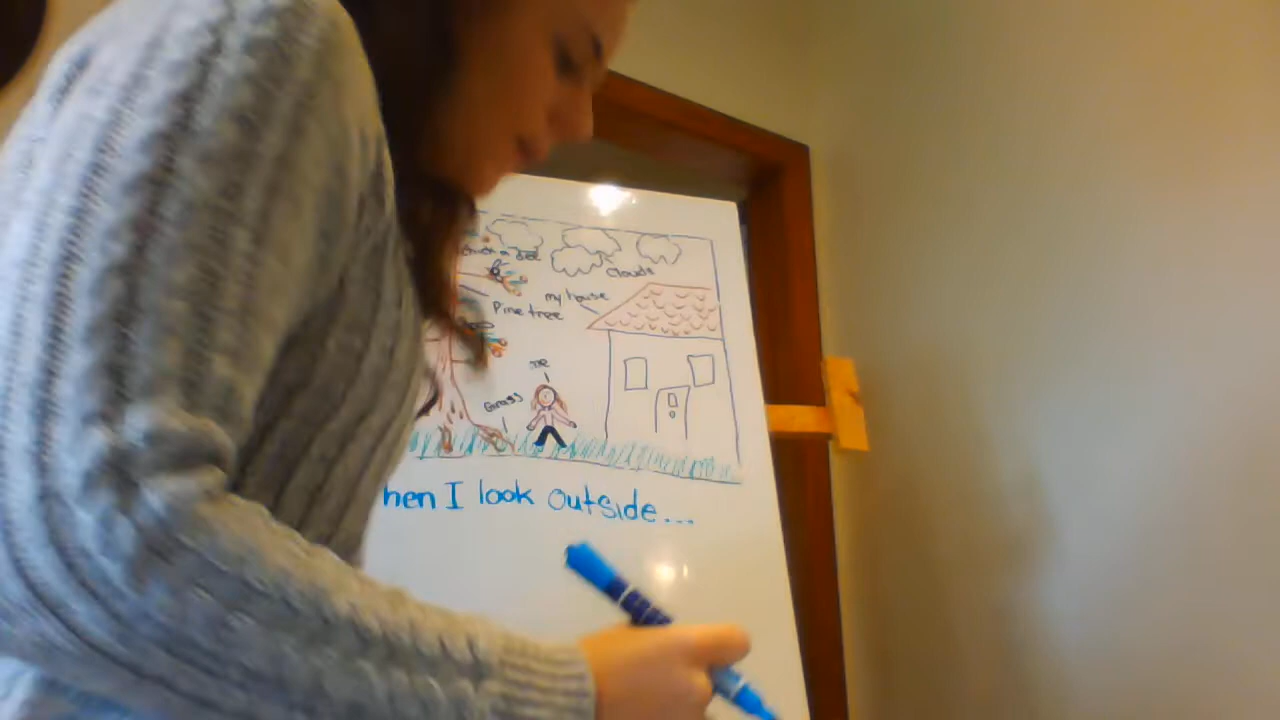 Clouds
my house
Pine tree
me
Grass
hen I look outside...